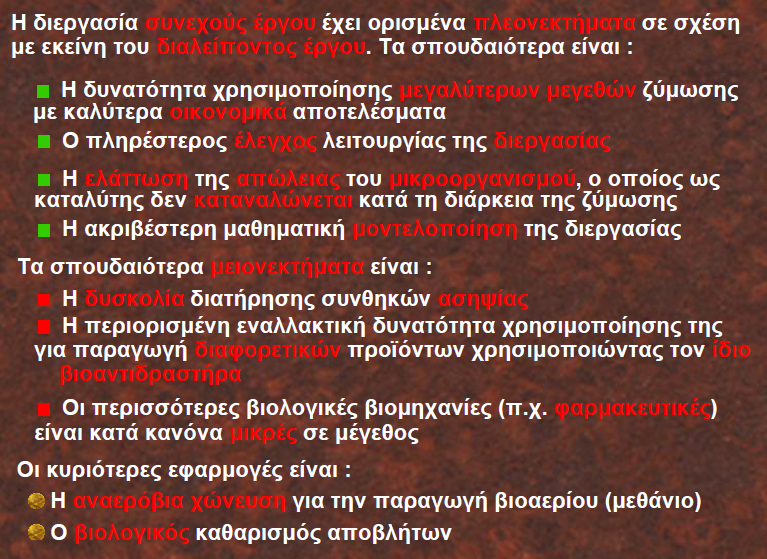 Η διεργασία συνεχούς έργου έχει ορισμένα πλεονεκτήματα σε σχέση
με εκείνη του διαλείποντος έργου. Τα σπουδαιότερα είναι :
Η δυνατότητα χρησιμοποίησης μεγαλύτερων μεγεθών ζύμωσης
με καλύτερα οικονομικά αποτελέσματα
Ο πληρέστερος έλεγχος λειτουργίας της διεργασίας
Η ελάττωση της απώλειας του μικροοργανισμού, ο οποίος ως
καταλύτης δεν καταναλώνεται κατά τη διάρκεια της ζύμωσης
Η ακριβέστερη μαθηματική μοντελοποίηση της διεργασίας
Τα σπουδαιότερα μειονεκτήματα είναι :
Η δυσκολία διατήρησης συνθηκών ασηψίας
Η περιορισμένη εναλλακτική δυνατότητα χρησιμοποίησης της
για παραγωγή διαφορετικών προϊόντων χρησιμοποιώντας τον ίδιο
βιοαντιδραστήρα
Οι περισσότερες βιολογικές βιομηχανίες (π.χ. φαρμακευτικές)
είναι κατά κανόνα μικρές σε μέγεθος
Οι κυριότερες εφαρμογές είναι :
Η αναερόβια χώνευση για την παραγωγή βιοαερίου (μεθάνιο)
Ο βιολογικός καθαρισμός αποβλήτων